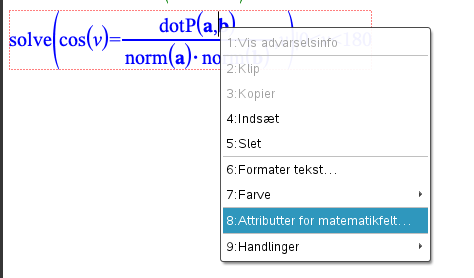 solve(cos(v)=dotP(a,b)/norm(a)·norm(b)
1:Vis advarselsinfo
2:Klip
3:Kopier
4:Indsæt
5:Slet
6:Formater tekst…
7:Farve
8:Attributter for matematikfelt…
9:Handlinger